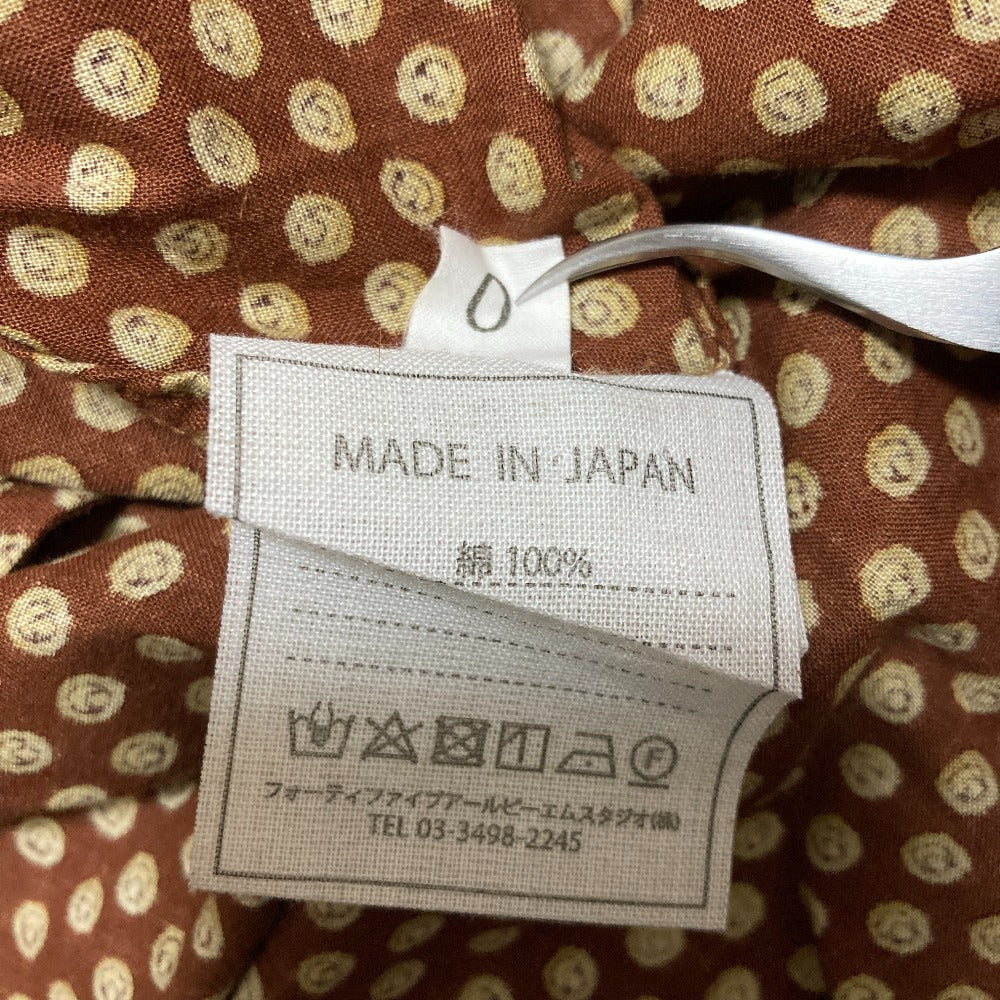 0
MADE IN JAPAN
綿 100%
フォーティファイブアールピーエムスタジオ(株)
TEL 03-3498-2245